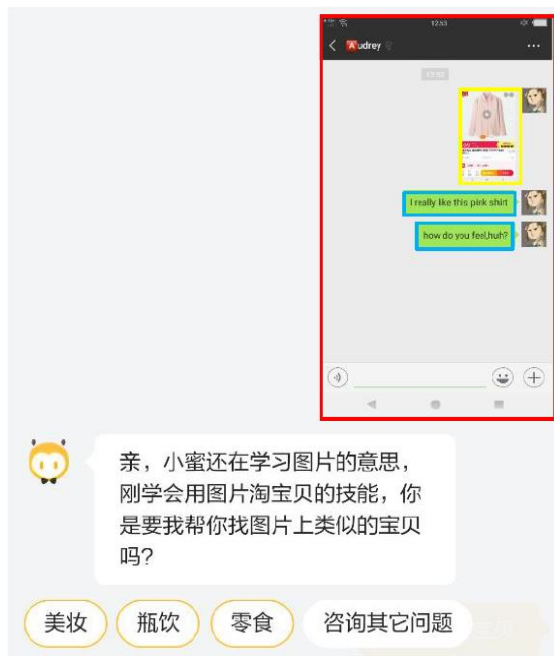 12:53
Audrey
12:52
I really like this pink shirt
how do you feel,huh?
亲，小蜜还在学习图片的意思，
刚学会用图片淘宝贝的技能，你
是要我帮你找图片上类似的宝贝
吗？
美妆
瓶饮
零食
咨询其它问题